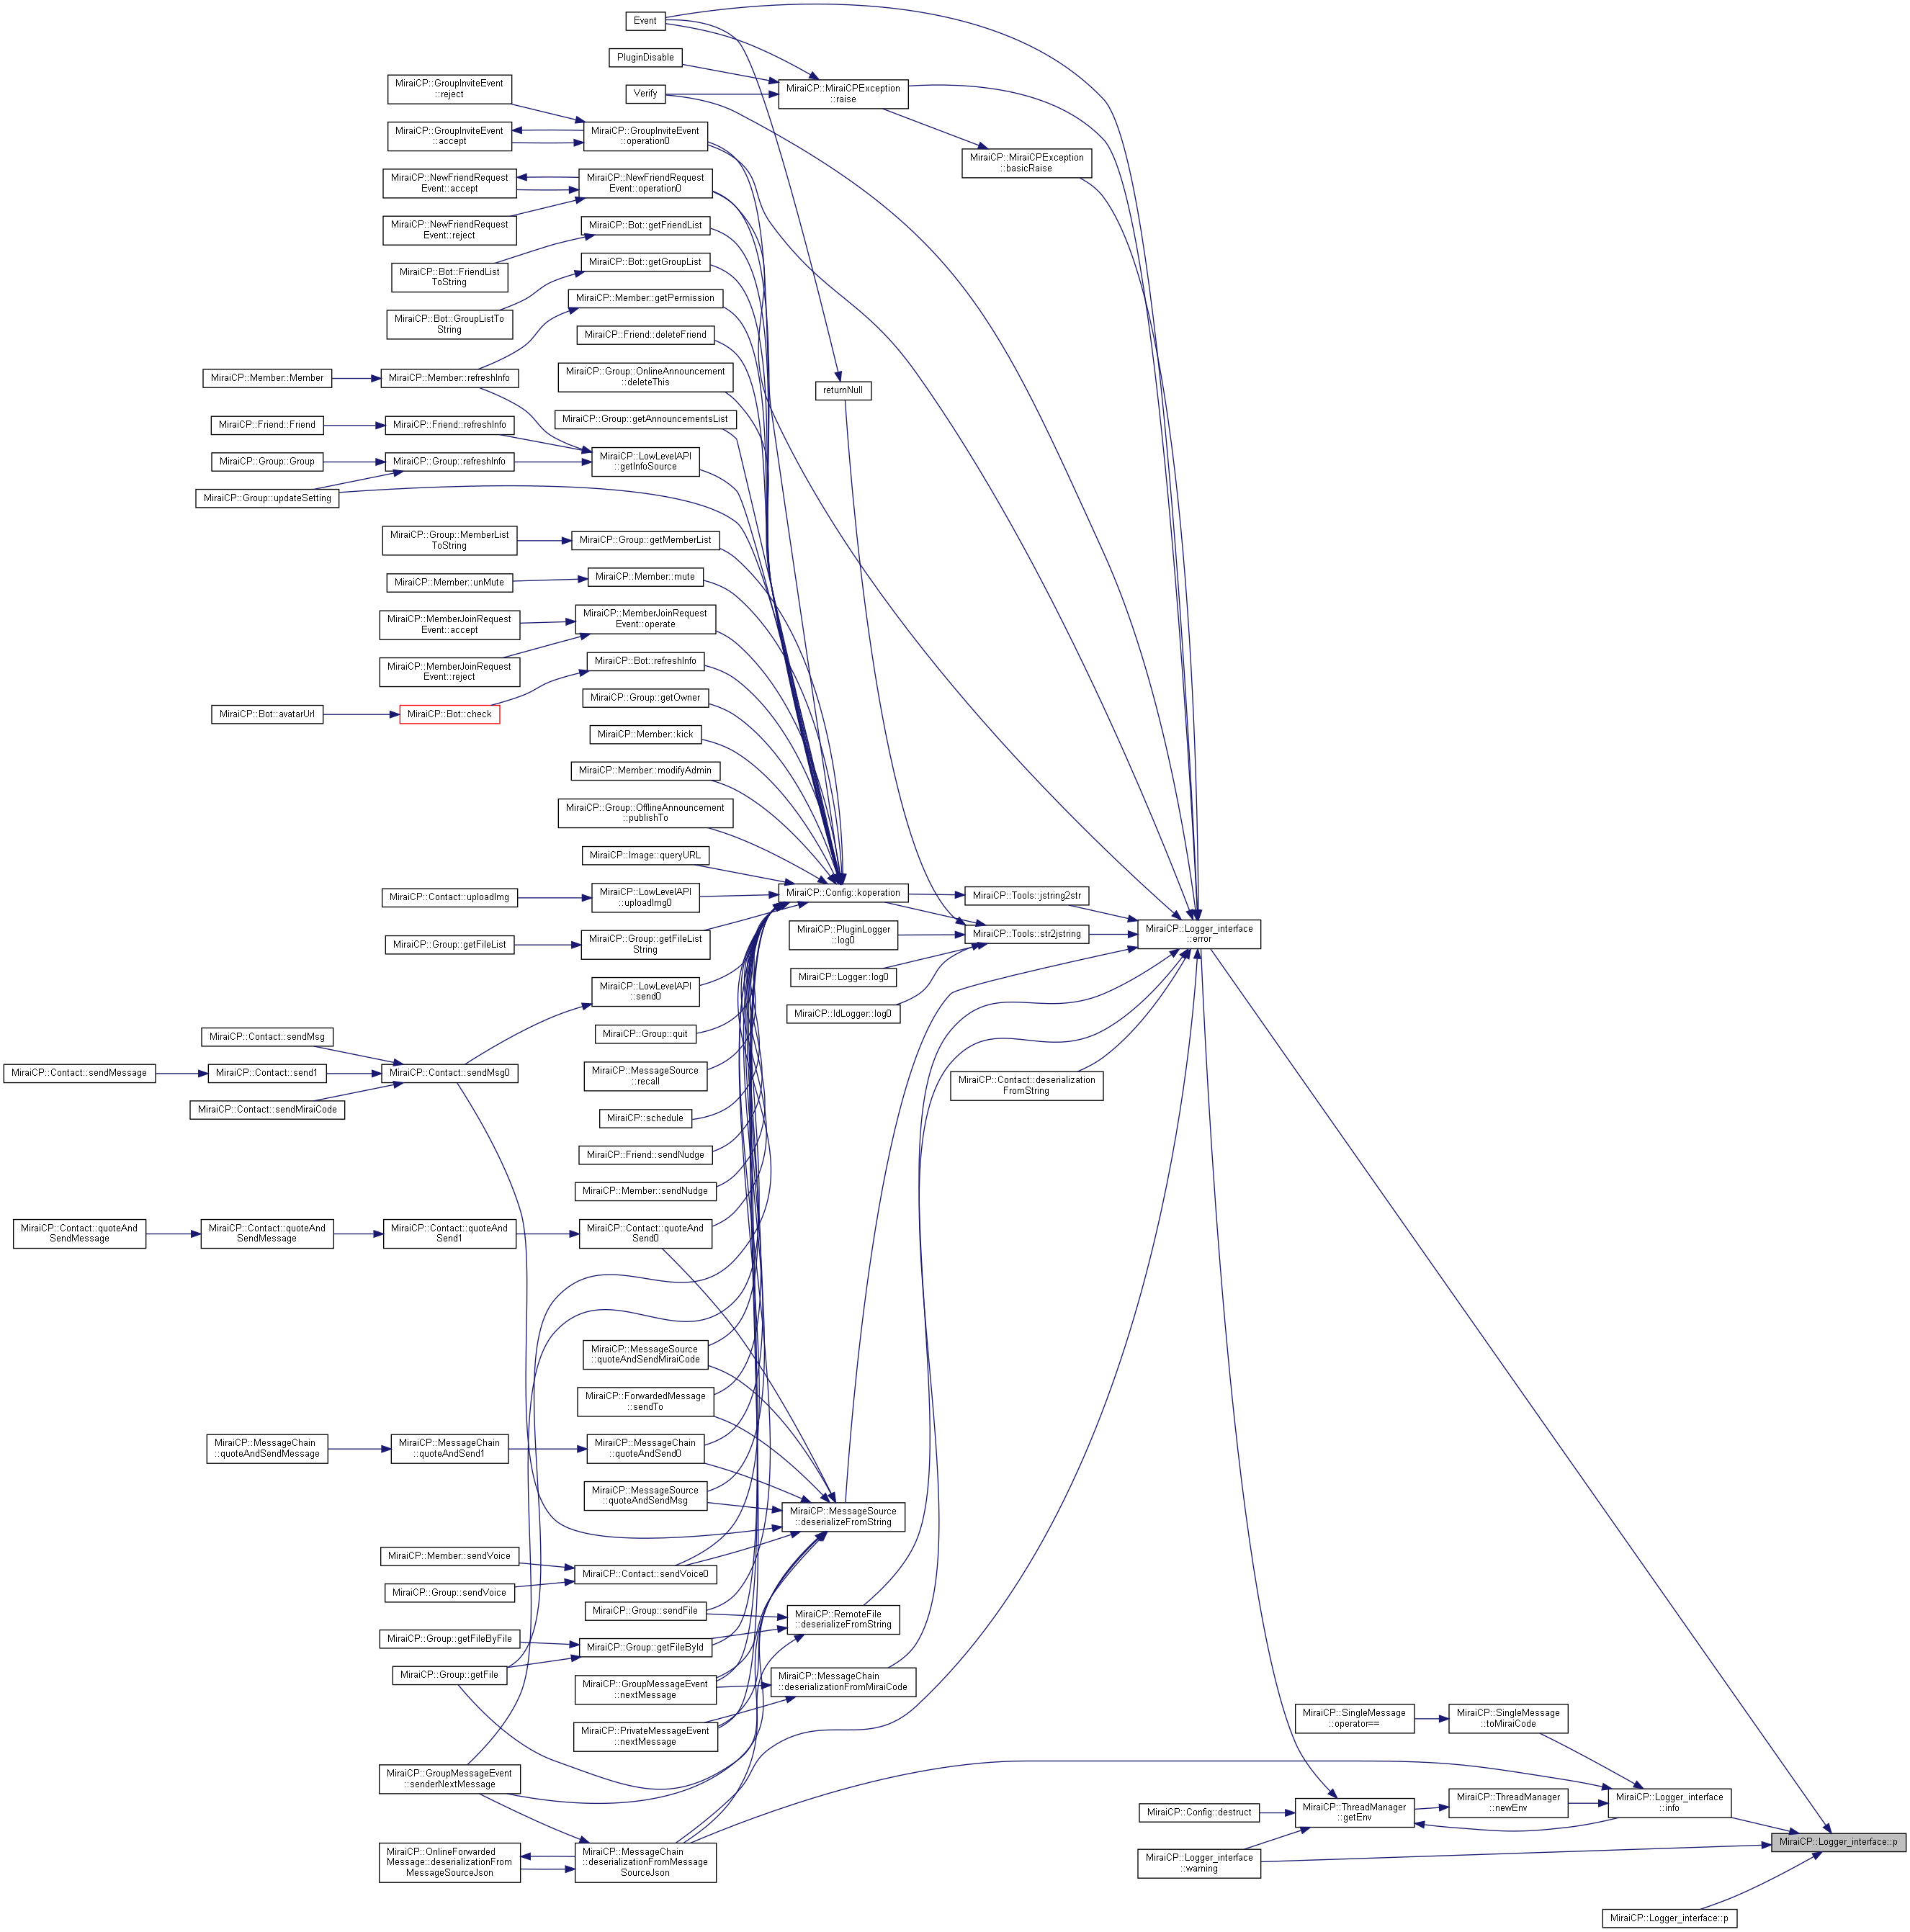 Event
PluginDisable
MiraiCP::GroupInviteEvent
::reject
Verify
MiraiCP::MiraiCPException
::raise
MiraiCP::GroupInviteEvent
::accept
MiraiCP::GroupInviteEvent
::operation0
MiraiCP::MiraiCPException
::basicRaise
MiraiCP::NewFriendRequest
Event::accept
MiraiCP::NewFriendRequest
Event::operation0
MiraiCP::NewFriendRequest
Event::reject
MiraiCP::Bot::getFriendList
MiraiCP::Bot::FriendList
ToString
MiraiCP::Bot::getGroupList
MiraiCP::Bot::GroupListTo
String
MiraiCP::Member::getPermission
MiraiCP::Friend::deleteFriend
MiraiCP::Member::Member
MiraiCP::Member::refreshInfo
MiraiCP::Group::OnlineAnnouncement
::deleteThis
returnNull
MiraiCP::Friend::Friend
MiraiCP::Friend::refreshInfo
MiraiCP::Group::getAnnouncementsList
MiraiCP::Group::Group
MiraiCP::Group::refreshInfo
MiraiCP::LowLevelAPI
::getInfoSource
MiraiCP::Group::updateSetting
MiraiCP::Group::MemberList
ToString
MiraiCP::Group::getMemberList
MiraiCP::Member::unMute
MiraiCP::Member::mute
MiraiCP::MemberJoinRequest
Event::accept
MiraiCP::MemberJoinRequest
Event::operate
MiraiCP::MemberJoinRequest
Event::reject
MiraiCP::Bot::refreshInfo
MiraiCP::Bot::avatarUrl
MiraiCP::Bot::check
MiraiCP::Group::getOwner
MiraiCP::Member::kick
MiraiCP::Member::modifyAdmin
MiraiCP::Group::OfflineAnnouncement
::publishTo
MiraiCP::Image::queryURL
MiraiCP::Contact::uploadImg
MiraiCP::LowLevelAPI
::uploadImg0
MiraiCP::Config::koperation
MiraiCP::Tools::jstring2str
MiraiCP::Group::getFileList
MiraiCP::Group::getFileList
String
MiraiCP::PluginLogger
::log0
MiraiCP::Tools::str2jstring
MiraiCP::Logger_interface
::error
MiraiCP::Logger::log0
MiraiCP::LowLevelAPI
::send0
MiraiCP::IdLogger::log0
MiraiCP::Group::quit
MiraiCP::Contact::sendMsg
MiraiCP::Contact::sendMessage
MiraiCP::Contact::send1
MiraiCP::Contact::sendMsg0
MiraiCP::MessageSource
::recall
MiraiCP::Contact::deserialization
FromString
MiraiCP::Contact::sendMiraiCode
MiraiCP::schedule
MiraiCP::Friend::sendNudge
MiraiCP::Member::sendNudge
MiraiCP::Contact::quoteAnd
SendMessage
MiraiCP::Contact::quoteAnd
SendMessage
MiraiCP::Contact::quoteAnd
Send1
MiraiCP::Contact::quoteAnd
Send0
MiraiCP::MessageSource
::quoteAndSendMiraiCode
MiraiCP::ForwardedMessage
::sendTo
MiraiCP::MessageChain
::quoteAndSendMessage
MiraiCP::MessageChain
::quoteAndSend1
MiraiCP::MessageChain
::quoteAndSend0
MiraiCP::MessageSource
::quoteAndSendMsg
MiraiCP::MessageSource
::deserializeFromString
MiraiCP::Member::sendVoice
MiraiCP::Contact::sendVoice0
MiraiCP::Group::sendVoice
MiraiCP::Group::sendFile
MiraiCP::RemoteFile
::deserializeFromString
MiraiCP::Group::getFileByFile
MiraiCP::Group::getFileById
MiraiCP::Group::getFile
MiraiCP::GroupMessageEvent
::nextMessage
MiraiCP::MessageChain
::deserializationFromMiraiCode
MiraiCP::PrivateMessageEvent
::nextMessage
MiraiCP::SingleMessage
::operator==
MiraiCP::SingleMessage
::toMiraiCode
MiraiCP::GroupMessageEvent
::senderNextMessage
MiraiCP::Config::destruct
MiraiCP::ThreadManager
::getEnv
MiraiCP::ThreadManager
::newEnv
MiraiCP::Logger_interface
::info
MiraiCP::Logger_interface::p
MiraiCP::OnlineForwarded
Message::deserializationFrom
MessageSourceJson
MiraiCP::MessageChain
::deserializationFromMessage
SourceJson
MiraiCP::Logger_interface
::warning
MiraiCP::Logger_interface::p